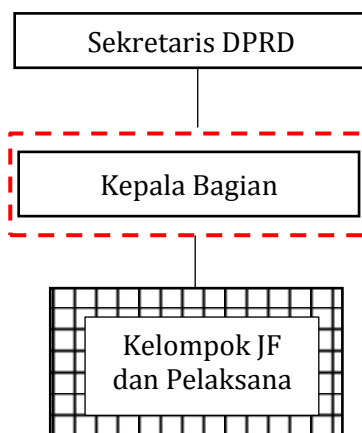 Sekretaris DPRD
Kepala Bagian
Kelompok JF
dan Pelaksana